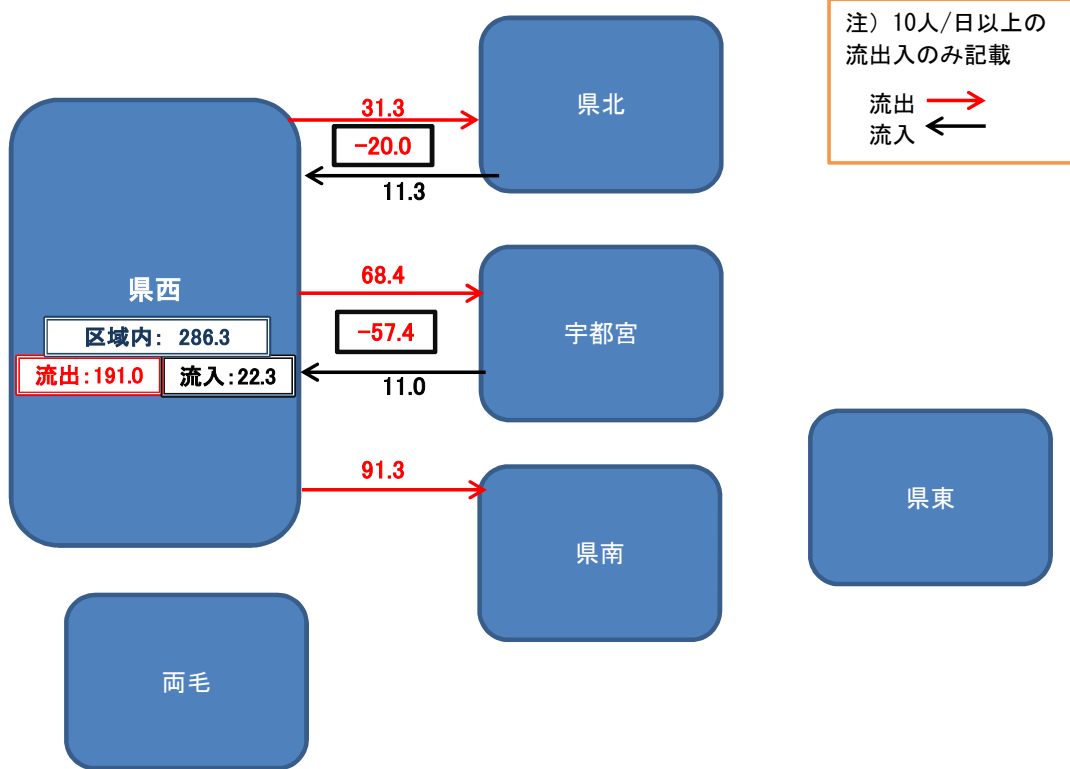 注）10人/日以上の
流出入のみ記載
流出
流入
県北
31.3
-20.0
11.3
県西
区域内： 286.3
流出：191.0
流入：22.3
68.4
-57.4
11.0
宇都宮
91.3
県南
県東
両毛